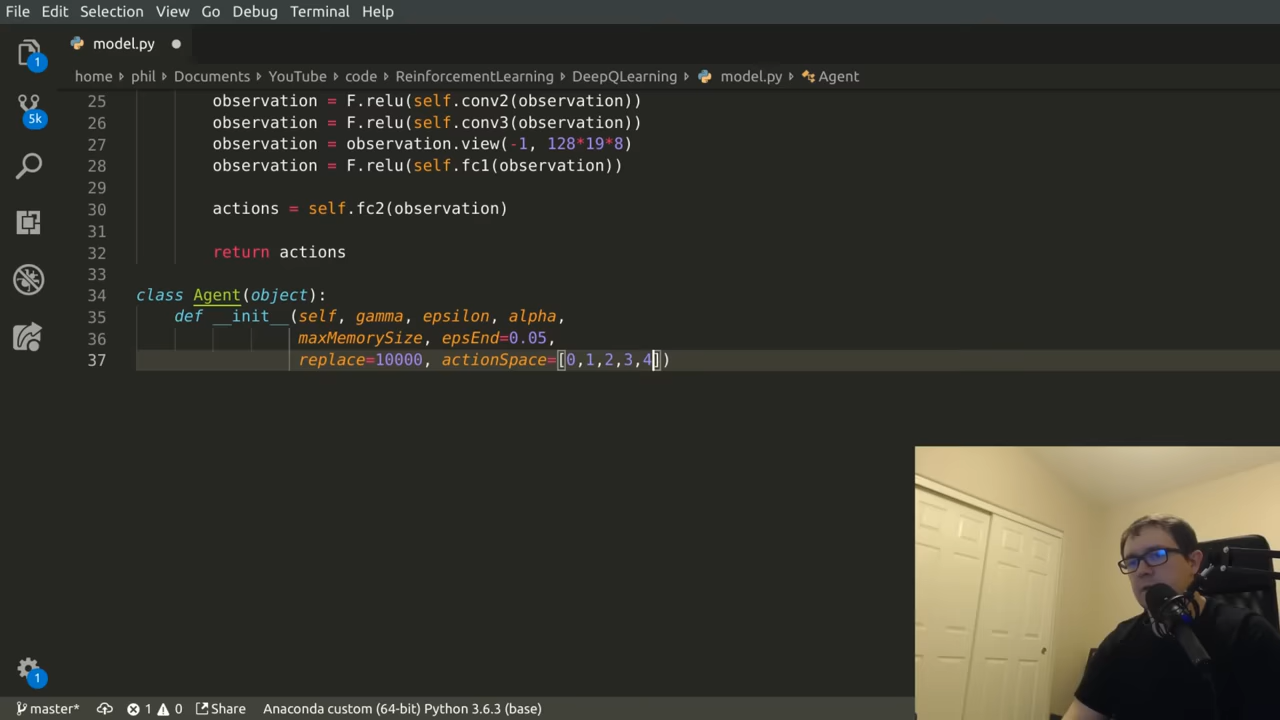 File Edit Selection View Go Debug Terminal Help
1
model.py
home › phil › Documents › YouTube › code › ReinforcementLearning › DeepQLearning › model.py › Agent
5k
25 observation = F.relu(self.conv2(observation))
26 observation = F.relu(self.conv3(observation))
27 observation = observation.view(-1, 128*19*8)
28 observation = F.relu(self.fc1(observation))
29
30 actions = self.fc2(observation)
31
32 return actions
33
34 class Agent(object):
35 def __init__(self, gamma, epsilon, alpha,
36 maxMemorySize, epsEnd=0.05,
37 replace=10000, actionSpace=[0,1,2,3,4])
1
master* 1 0 Share Anaconda custom (64-bit) Python 3.6.3 (base)